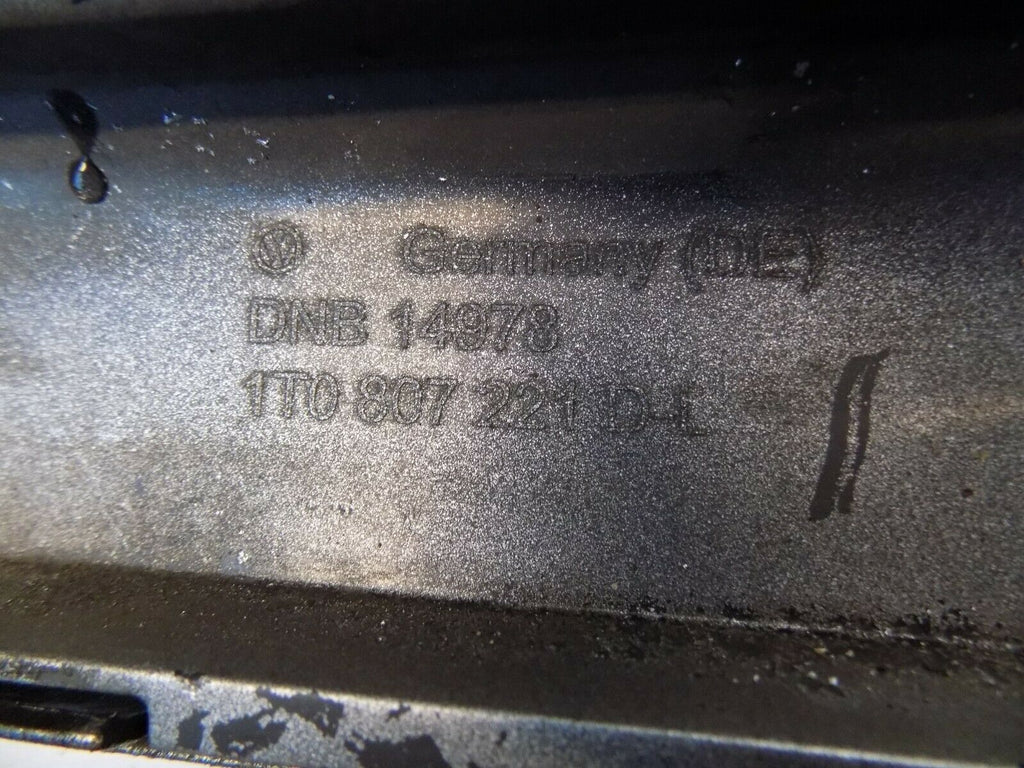 Germany (DE)
DNB 14978
1T0 807 221 D-L